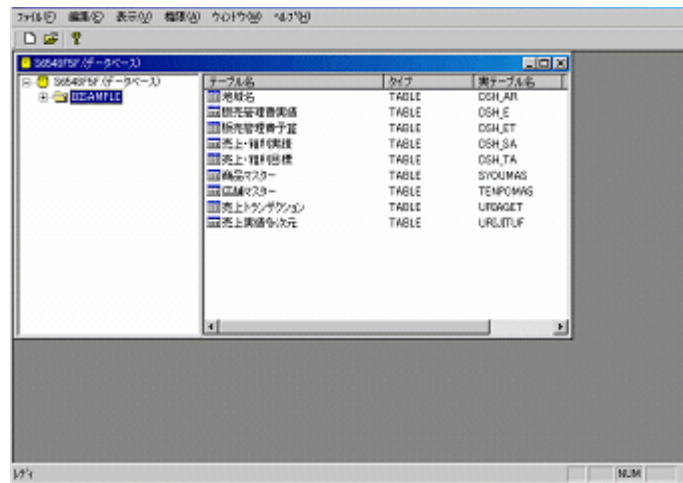 ファイル(F) 編集(E) 表示(V) 権限(A) ウィンドウ(W) ヘルプ(H)
S6548F5F:(データベース)
S6548F5F:(データベース)
DZSAMPLE
テーブル名 タイプ 実テーブル名
地域名 TABLE DSH_AR
販売管理費実績 TABLE DSH_E
販売管理費予算 TABLE DSH_ET
売上・粗利実績 TABLE DSH_SA
売上・粗利目標 TABLE DSH_TA
商品マスター TABLE SYOUMAS
店舗マスター TABLE TENPOMAS
売上トランザクション TABLE URIAGET
売上実績多次元 TABLE URIJITUF
レディ
NUM